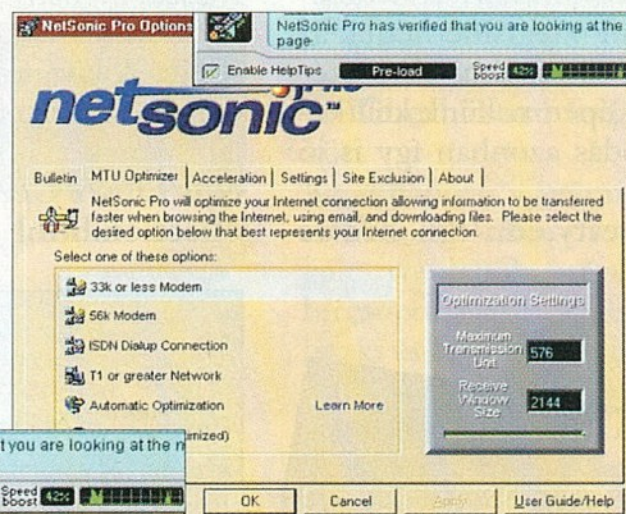 NetSonic Pro Options
NetSonic Pro has verified that you are looking at the
page.
Enable HelpTips
Pre-load
Speed boost 42%
netsonic™
Bulletin
MTU Optimizer
Acceleration
Settings
Site Exclusion
About
NetSonic Pro will optimize your Internet connection allowing information to be transferred
faster when browsing the Internet, using email, and downloading files. Please select the
desired option below that best represents your Internet connection.
Select one of these options:
33k or less Modem
56k Modem
ISDN Dialup Connection
T1 or greater Network
Automatic Optimization
Learn More
mized)
Optimization Settings
Maximum
Transmission
Unit
576
Receive
Window
Size
2144
t you are looking at the n
Speed boost 42%
OK
Cancel
Apply
User Guide/Help